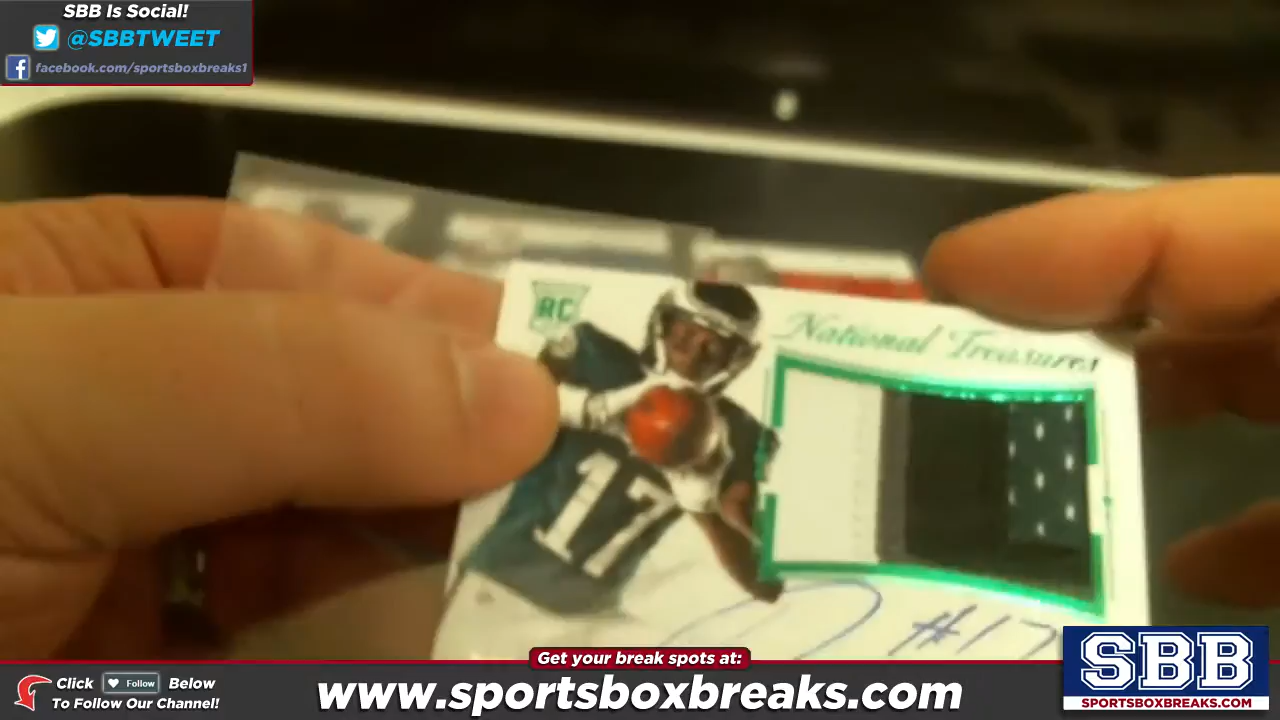 SBB Is Social!
@SBBTWEET
facebook.com/sportsboxbreaks1
RC
National Treasures
17
#17
Get your break spots at:
Click Follow Below
To Follow Our Channel!
www.sportsboxbreaks.com
SBB
SPORTSBOXBREAKS.COM